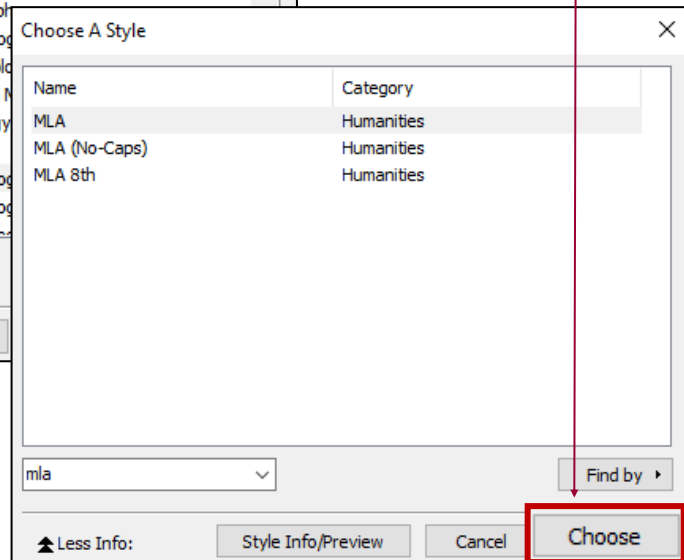 Choose A Style
Name Category
MLA Humanities
MLA (No-Caps) Humanities
MLA 8th Humanities
mla
Find by
Less Info: Style Info/Preview Cancel Choose